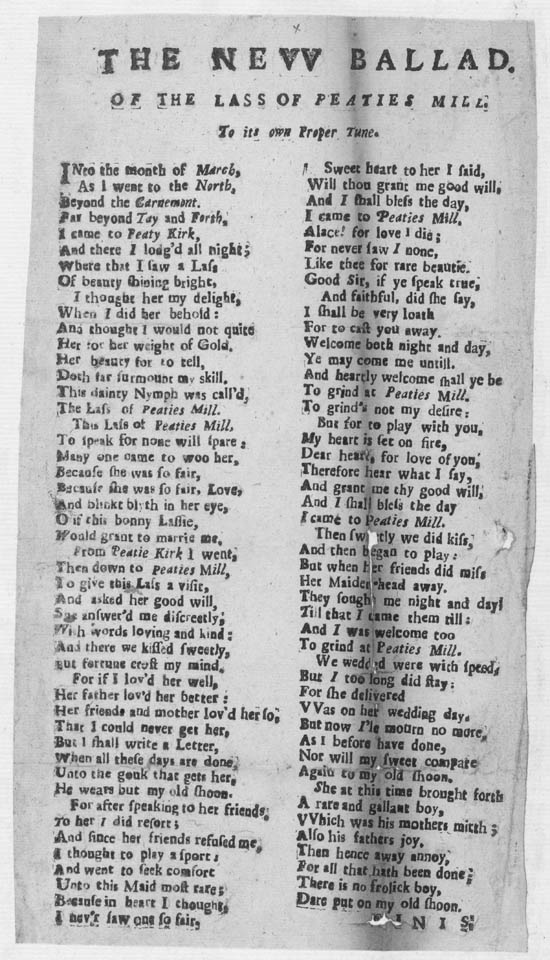 THE NEVV BALLAD.
OF THE LASS OF PEATIES MILL.
To its own Proper Tune.
INto the month of March,
As I went to the North,
Beyond the Carnemont.
Far beyond Tay and Forth,
I came to Peaty Kirk,
And there I lodg'd all night;
Where that I saw a Lass
Of beauty shining bright,
I thought her my delight,
When I did her behold:
And thought I would not quite
Her for her weight of Gold.
Her beauty for to tell,
Doth far surmount my skill.
This dainty Nymph was call'd,
The Lass of Peaties Mill.
This Lass of Peaties Mill,
To speak for none will spare:
Many one came to woo her,
Because she was so fair,
Because she was so fair, Love,
And blinkt blyth in her eye,
O if this bonny Lassie,
Would grant to marrie me,
From Peatie Kirk I went,
Then down to Peaties Mill,
To give this Lass a visit,
And asked her good will,
She answer'd me discreetly,
With words loving and kind:
And there we kissed sweetly,
but fortune crost my mind.
For if I lov'd her well,
Her father lov'd her better:
Her friends and mother lov'd her so,
That I could never get her,
But I shall write a Letter,
When all these days are done,
Unto the gouk that gets her,
He wears but my old shoon.
For after speaking to her friends,
To her I did resort;
And since her friends refused me,
I thought to play a sport;
And went to seek comfort
Unto this Maid most rare;
Because in heart I thought,
I nev'r saw one so fair,
Sweet heart to her I said,
Will thou grant me good will,
And I shall bless the day,
I came to Peaties Mill.
Alace! for love I die;
For never saw I none,
Like thee for rare beautie.
Good Sir, if ye speak true,
And faithful, did she say,
I shall be very loath
For to cast you away.
Welcome both night and day,
Ye may come me untill.
And heartly welcome shall ye be
To grind at Peaties Mill.
To grind's not my desire:
But for to play with you,
My heart is set on fire,
Dear heart, for love of you,
Therefore hear what I say,
And grant me thy good will,
And I shall bless the day
I came to Peaties Mill.
Then sweetly we did kiss,
And then began to play:
But when her friends did miss
Her Maiden-head away.
They sought me night and day,
Till that I came them till:
And I was welcome too
To grind at Peaties Mill.
We wedded were with speed,
But I too long did stay:
For she delivered
VVas on her wedding day.
But now I'le mourn no more,
As I before have done,
Nor will my sweet compare
Again to my old shoon.
She at this time brought forth
A rare and gallant boy,
VVhich was his mothers mirth;
Also his fathers joy.
Then hence away annoy,
For all that hath been done;
There is no frolick boy,
Dare put on my old shoon.
FINIS.